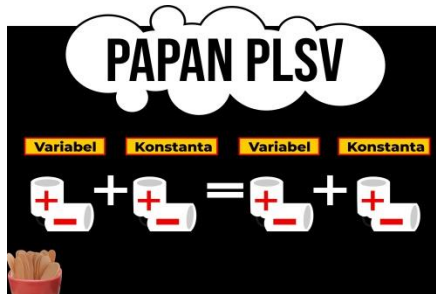 PAPAN PLSV
Variabel Konstanta Variabel Konstanta
+ + + = + + +
- - - -